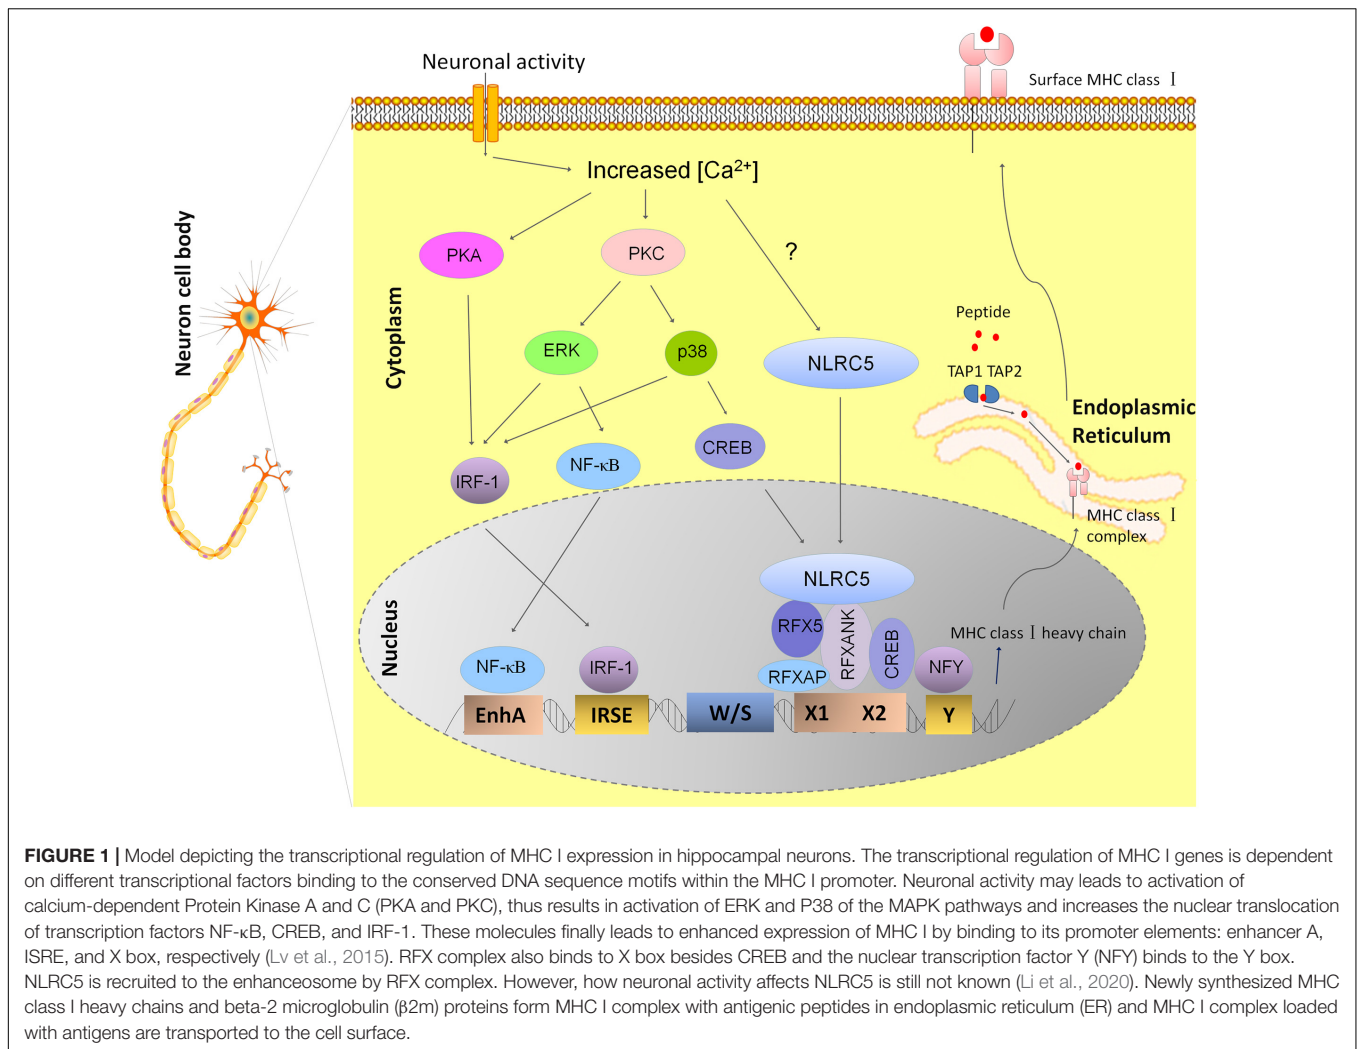 Neuronal activity
Surface MHC class I
Increased [Ca²⁺]
PKA
PKC
?
Neuron cell body
Cytoplasm
Peptide
ERK
p38
NLRC5
TAP1 TAP2
Endoplasmic
Reticulum
CREB
NF-κB
IRF-1
MHC class I
complex
NLRC5
Nucleus
RFX5
RFXANK
CREB
MHC class I heavy chain
NF-κB
IRF-1
RFXAP
NFY
EnhA
IRSE
W/S
X1
X2
Y
FIGURE 1 | Model depicting the transcriptional regulation of MHC I expression in hippocampal neurons. The transcriptional regulation of MHC I genes is dependent
on different transcriptional factors binding to the conserved DNA sequence motifs within the MHC I promoter. Neuronal activity may leads to activation of
calcium-dependent Protein Kinase A and C (PKA and PKC), thus results in activation of ERK and P38 of the MAPK pathways and increases the nuclear translocation
of transcription factors NF-κB, CREB, and IRF-1. These molecules finally leads to enhanced expression of MHC I by binding to its promoter elements: enhancer A,
ISRE, and X box, respectively (Lv et al., 2015). RFX complex also binds to X box besides CREB and the nuclear transcription factor Y (NFY) binds to the Y box.
NLRC5 is recruited to the enhanceosome by RFX complex. However, how neuronal activity affects NLRC5 is still not known (Li et al., 2020). Newly synthesized MHC
class I heavy chains and beta-2 microglobulin (β2m) proteins form MHC I complex with antigenic peptides in endoplasmic reticulum (ER) and MHC I complex loaded
with antigens are transported to the cell surface.